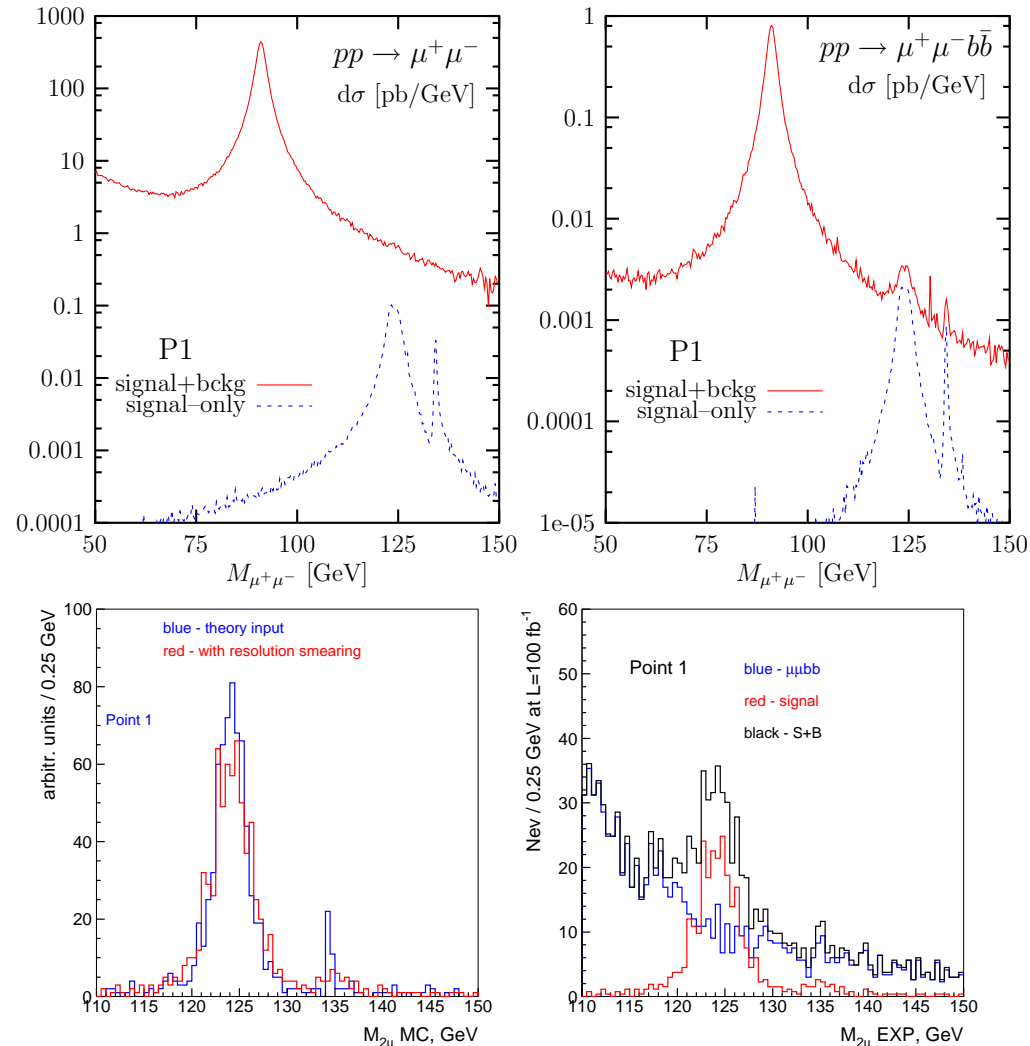 pp → μ⁺μ⁻
dσ [pb/GeV]
1000
100
10
1
0.1
0.01
0.001
0.0001
P1
signal+bckg
signal–only
50
75
100
125
150
M_{μ⁺μ⁻} [GeV]
pp → μ⁺μ⁻bb̄
dσ [pb/GeV]
1
0.1
0.01
0.001
0.0001
1e-05
P1
signal+bckg
signal–only
50
75
100
125
150
M_{μ⁺μ⁻} [GeV]
arbitr. units / 0.25 GeV
100
80
60
40
20
0
blue - theory input
red - with resolution smearing
Point 1
110 115 120 125 130 135 140 145 150
M_{2μ} MC, GeV
Nev / 0.25 GeV at L=100 fb⁻¹
60
50
40
30
20
10
0
Point 1
blue - μμbb
red - signal
black - S+B
110 115 120 125 130 135 140 145 150
M_{2μ} EXP, GeV